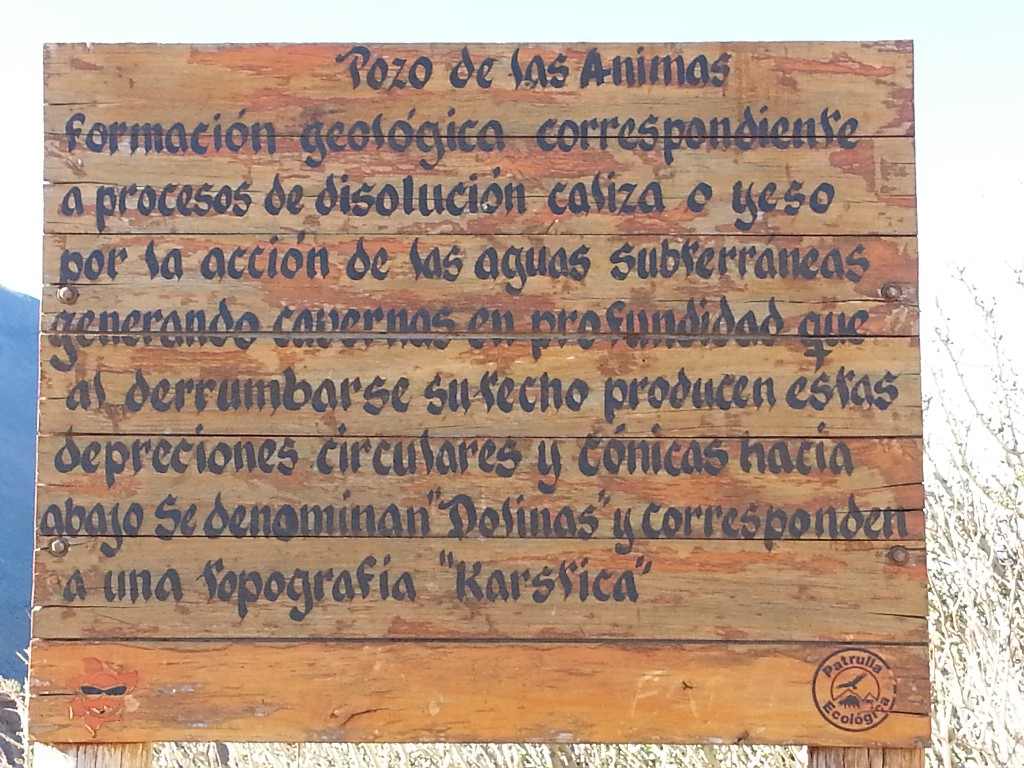 Pozo de las Animas
formación geológica correspondiente
a procesos de disolución caliza o yeso
por la acción de las aguas subterráneas
generando cavernas en profundidad que
al derrumbarse su techo producen estas
depreciones circulares y cónicas hacia
abajo Se denominan "Dolinas" y corresponden
a una topografía "Karstica"
Patrulla
Ecológica